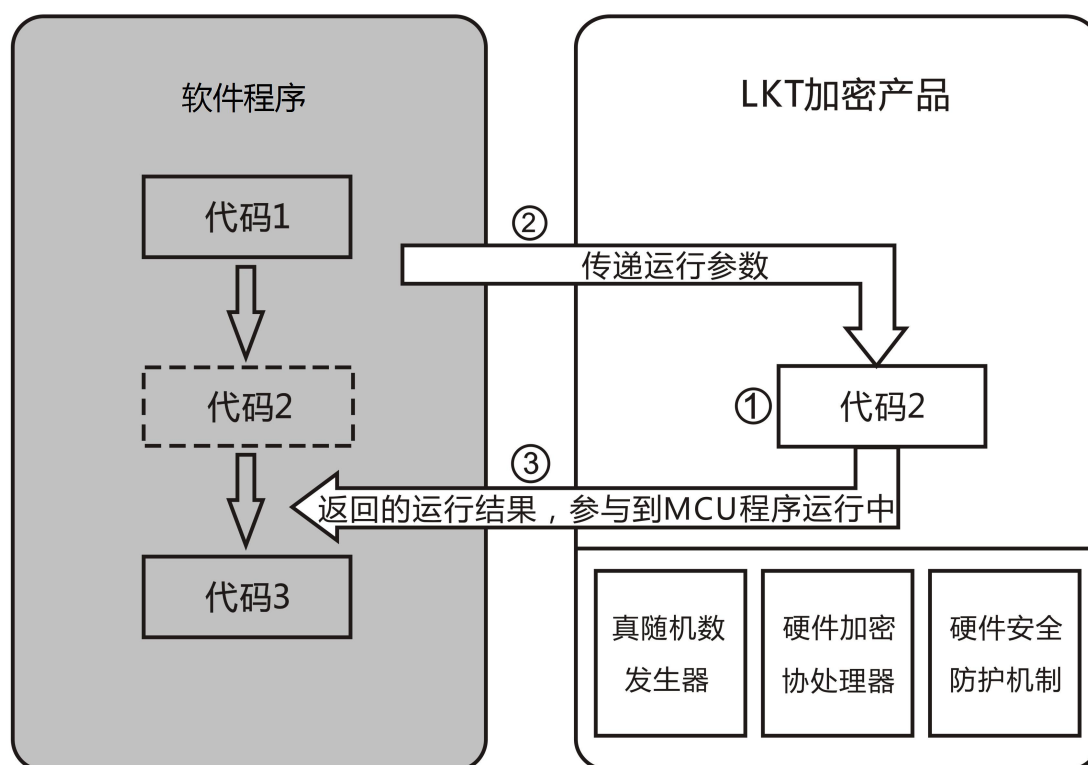 软件程序
代码1
代码2
代码3
②
传递运行参数
③
返回的运行结果，参与到MCU程序运行中
LKT加密产品
①
代码2
真随机数
发生器
硬件加密
协处理器
硬件安全
防护机制